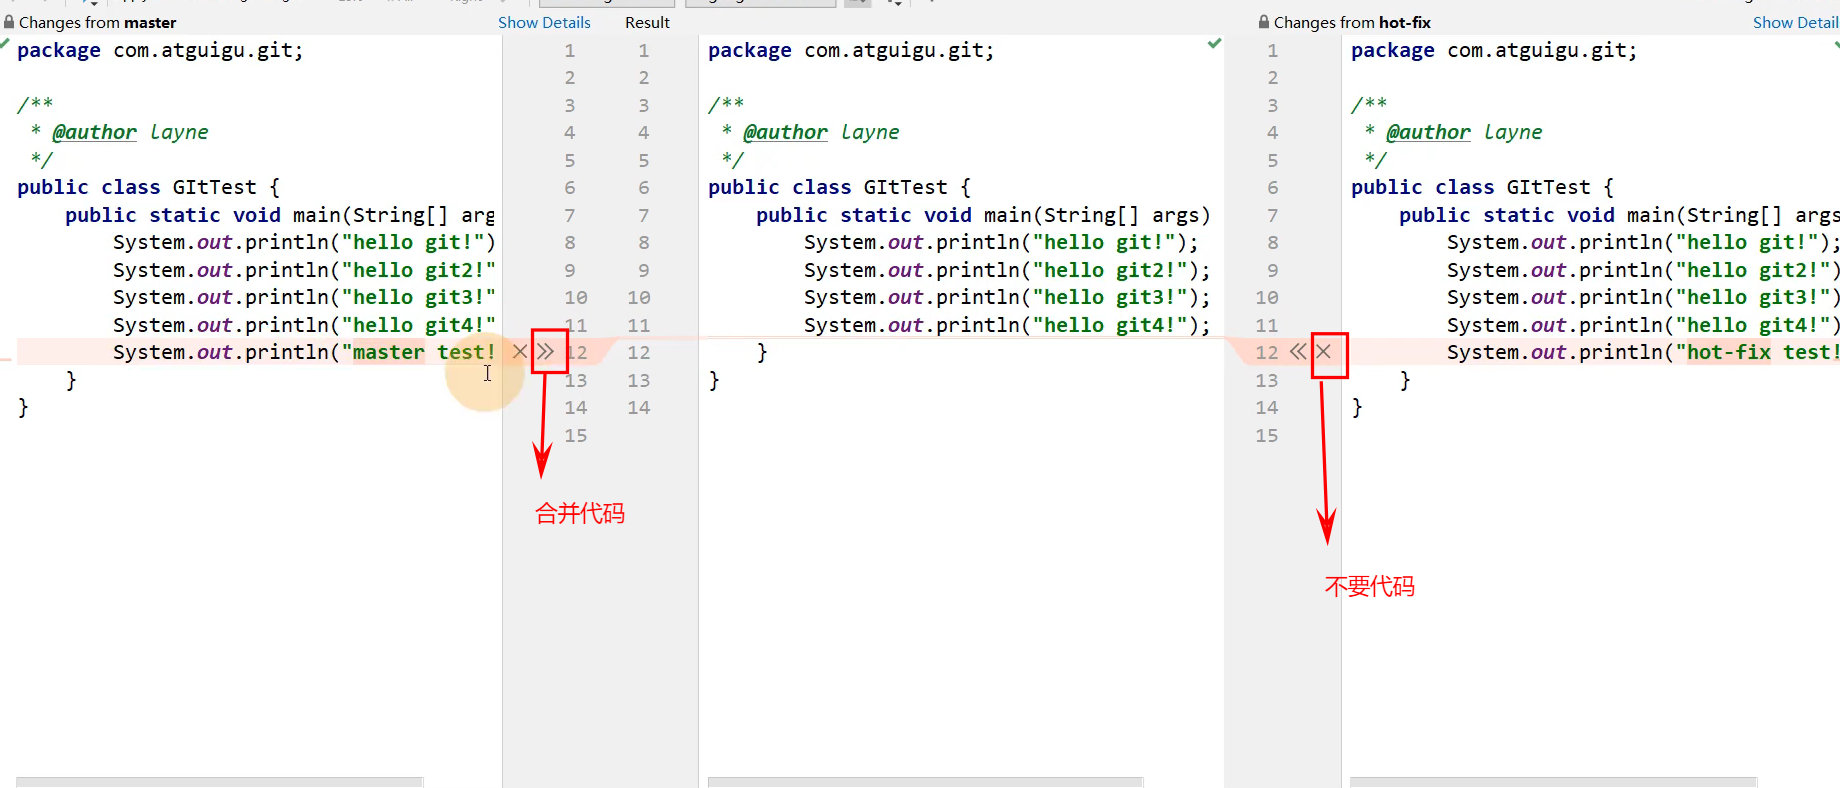 Changes from master
Show Details
Result
Changes from hot-fix
Show Detail
package com.atguigu.git;
/**
* @author layne
*/
public class GItTest {
public static void main(String[] arg
System.out.println("hello git!")
System.out.println("hello git2!"
System.out.println("hello git3!"
System.out.println("hello git4!"
System.out.println("master test!
}
}
1
2
3
4
5
6
7
8
9
10
11
12
13
14
15
1
2
3
4
5
6
7
8
9
10
11
12
13
14
package com.atguigu.git;
/**
* @author layne
*/
public class GItTest {
public static void main(String[] args)
System.out.println("hello git!");
System.out.println("hello git2!");
System.out.println("hello git3!");
System.out.println("hello git4!");
}
}
1
2
3
4
5
6
7
8
9
10
11
12
13
14
15
package com.atguigu.git;
/**
* @author layne
*/
public class GItTest {
public static void main(String[] args
System.out.println("hello git!");
System.out.println("hello git2!")
System.out.println("hello git3!")
System.out.println("hello git4!")
System.out.println("hot-fix test!
}
}
合并代码
不要代码